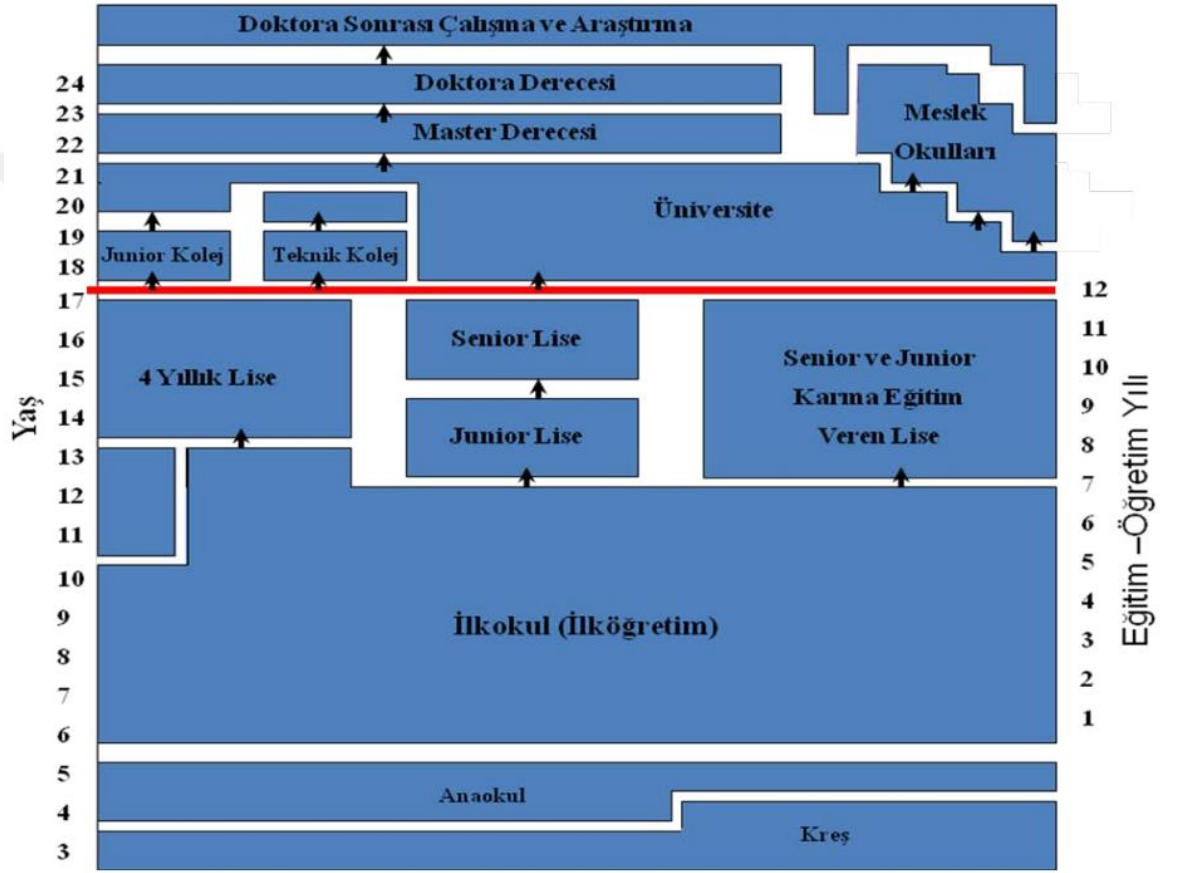 Doktora Sonrası Çalışma ve Araştırma
24
Doktora Derecesi
23
Master Derecesi
22
Meslek
Okulları
21
20
Üniversite
19
Junior Kolej
Teknik Kolej
18
17
12
16
Senior Lise
11
15
4 Yıllık Lise
Senior ve Junior
Karma Eğitim
Veren Lise
10
14
9
Junior Lise
13
8
12
7
11
6
10
5
9
4
İlkokul (İlköğretim)
8
3
7
2
6
1
5
Anaokul
4
Kreş
3
Yaş
Eğitim –Öğretim Yılı